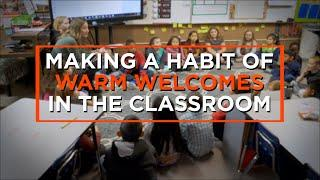 MAKING A HABIT OF
WARM WELCOMES
IN THE CLASSROOM